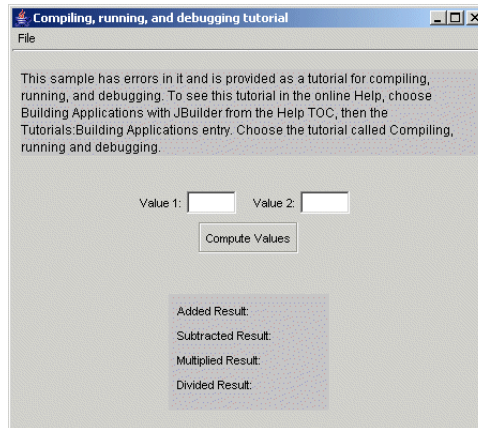 Compiling, running, and debugging tutorial
File
This sample has errors in it and is provided as a tutorial for compiling,
running, and debugging. To see this tutorial in the online Help, choose
Building Applications with JBuilder from the Help TOC, then the
Tutorials:Building Applications entry. Choose the tutorial called Compiling,
running and debugging.
Value 1: Value 2:
Compute Values
Added Result:
Subtracted Result:
Multiplied Result:
Divided Result: